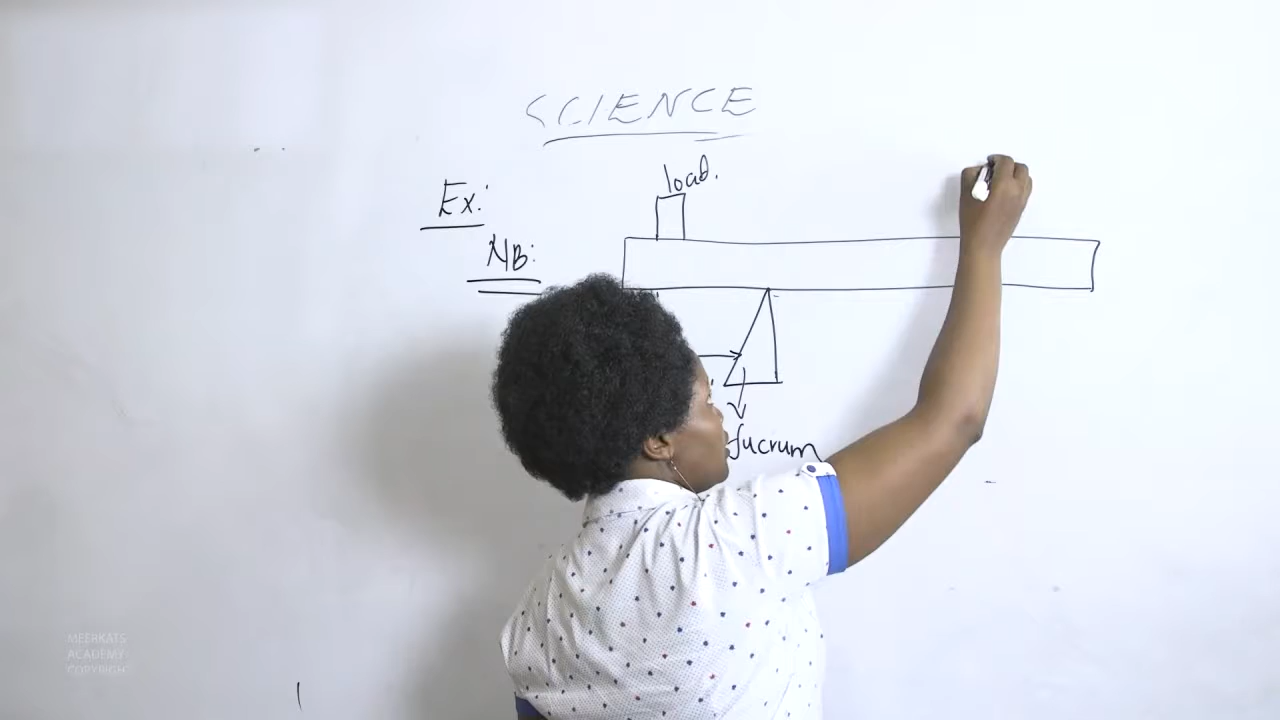 SCIENCE
load.
Ex:
NB:
fucrum
MEERKATS
ACADEMY
COPYRIGHT